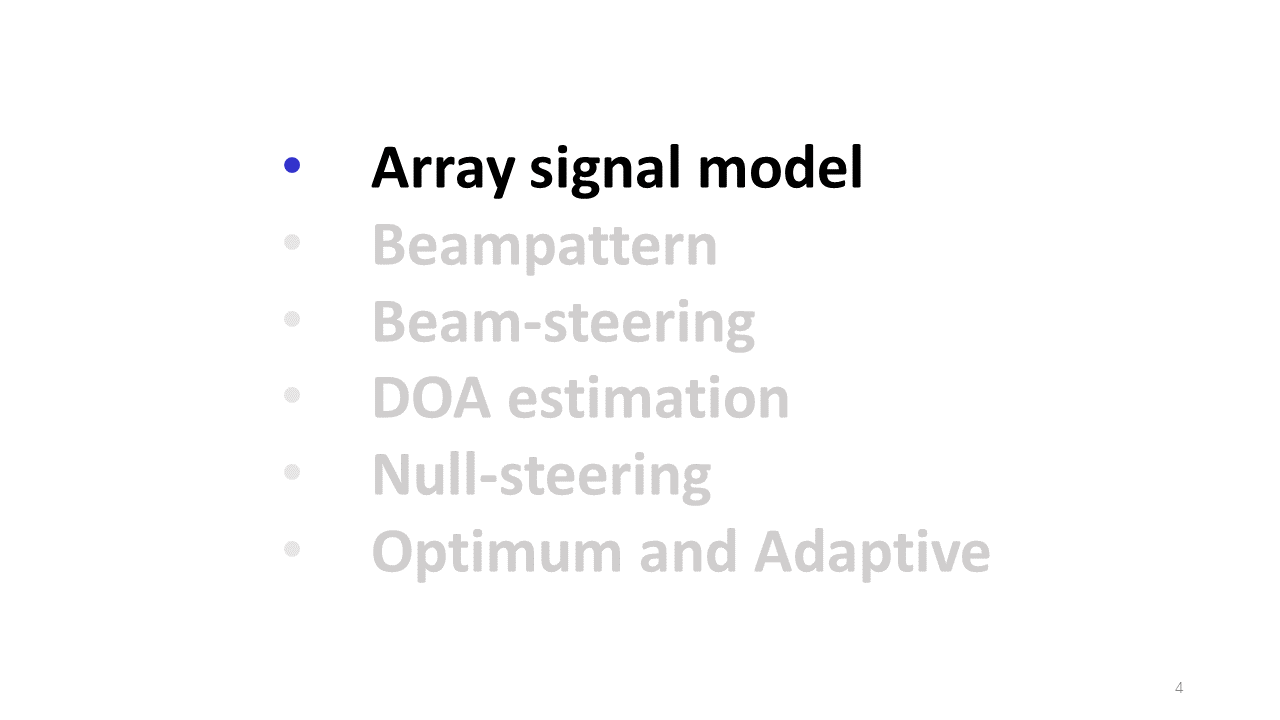 • Array signal model
• Beampattern
• Beam-steering
• DOA estimation
• Null-steering
• Optimum and Adaptive
4